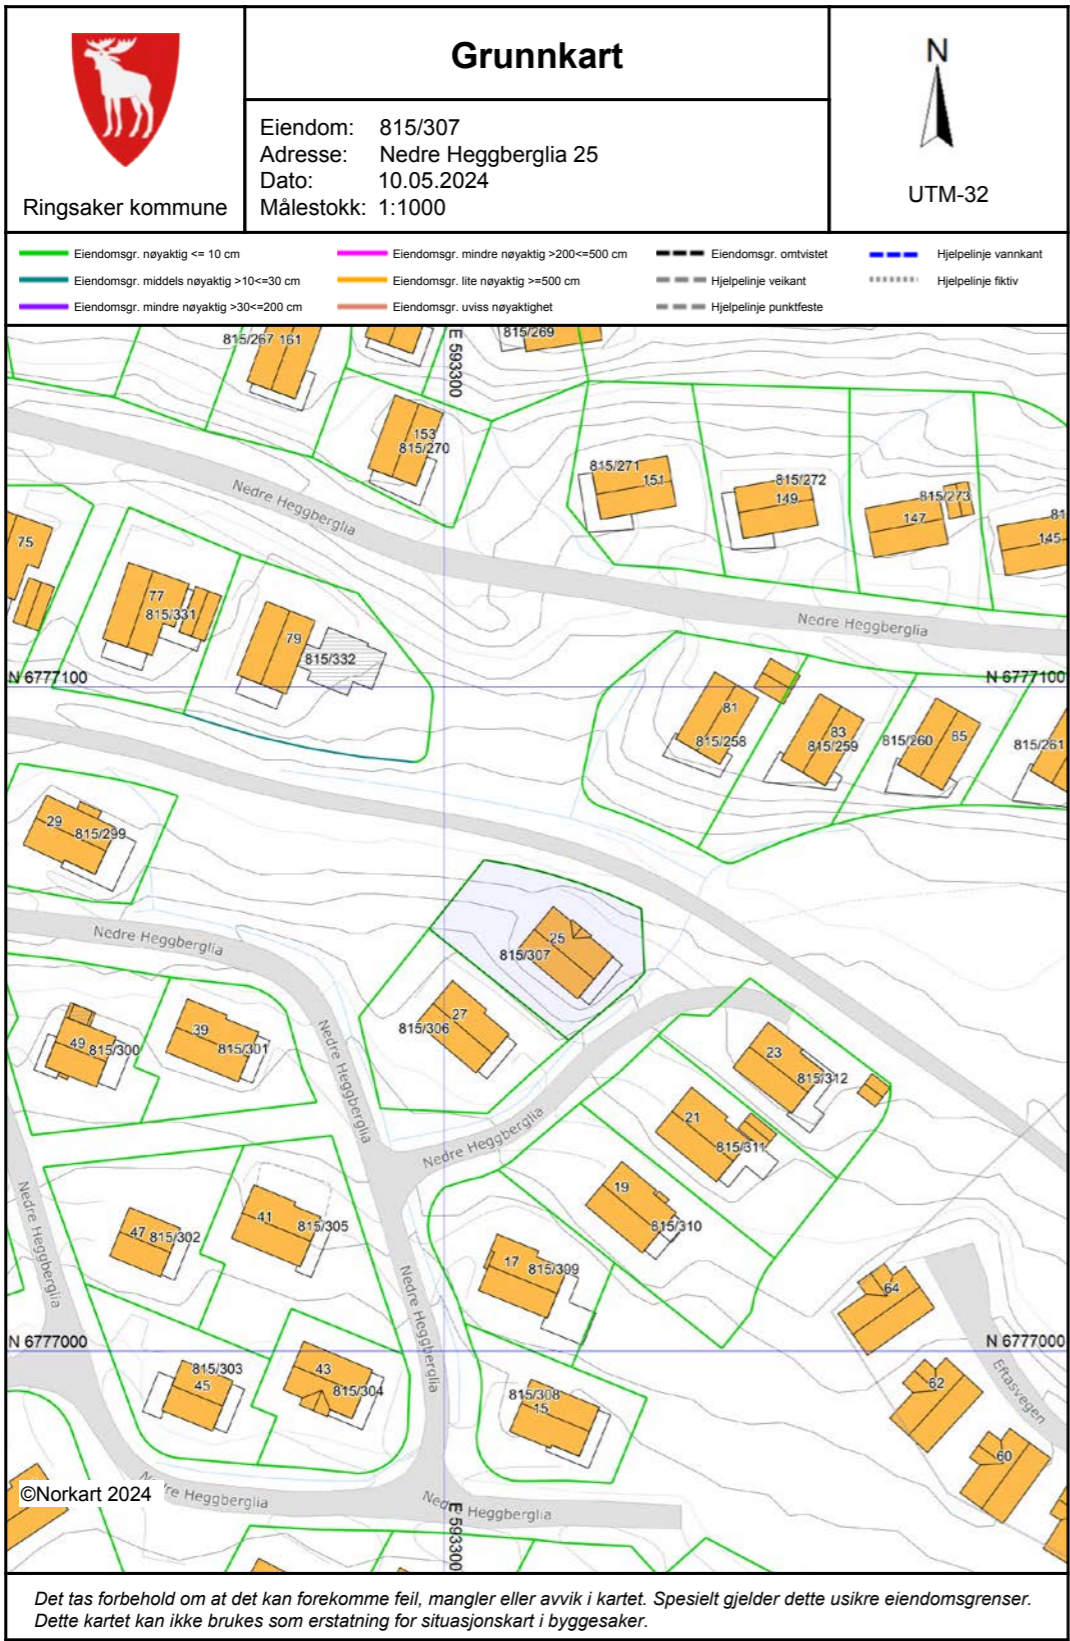 Grunnkart
Eiendom: 815/307
Adresse: Nedre Heggberglia 25
Dato: 10.05.2024
Målestokk: 1:1000
Ringsaker kommune
N
UTM-32
Eiendomsgr. nøyaktig <= 10 cm
Eiendomsgr. middels nøyaktig >10<=30 cm
Eiendomsgr. mindre nøyaktig >30<=200 cm
Eiendomsgr. mindre nøyaktig >200<=500 cm
Eiendomsgr. lite nøyaktig >=500 cm
Eiendomsgr. uviss nøyaktighet
Eiendomsgr. omtvistet
Hjelpelinje veikant
Hjelpelinje punktfeste
Hjelpelinje vannkant
Hjelpelinje fiktiv
815/267 161
E 593300
815/269
153
815/270
815/271
151
815/272
149
815/273
147
81
145
Nedre Heggberglia
75
77
815/331
79
815/332
Nedre Heggberglia
N 6777100
N 6777100
81
815/258
83
815/259
815/260
85
815/261
29
815/299
25
815/307
Nedre Heggberglia
27
815/306
49
815/300
39
815/301
Nedre Heggberglia
23
815/312
21
815/311
Nedre Heggberglia
19
815/310
Nedre Heggberglia
47
815/302
41
815/305
17
815/309
64
Nedre Heggberglia
N 6777000
N 6777000
815/303
45
43
815/304
815/308
15
62
Eftasvegen
60
©Norkart 2024
Nedre Heggberglia
Nedre Heggberglia
E 593300
Det tas forbehold om at det kan forekomme feil, mangler eller avvik i kartet. Spesielt gjelder dette usikre eiendomsgrenser.
Dette kartet kan ikke brukes som erstatning for situasjonskart i byggesaker.